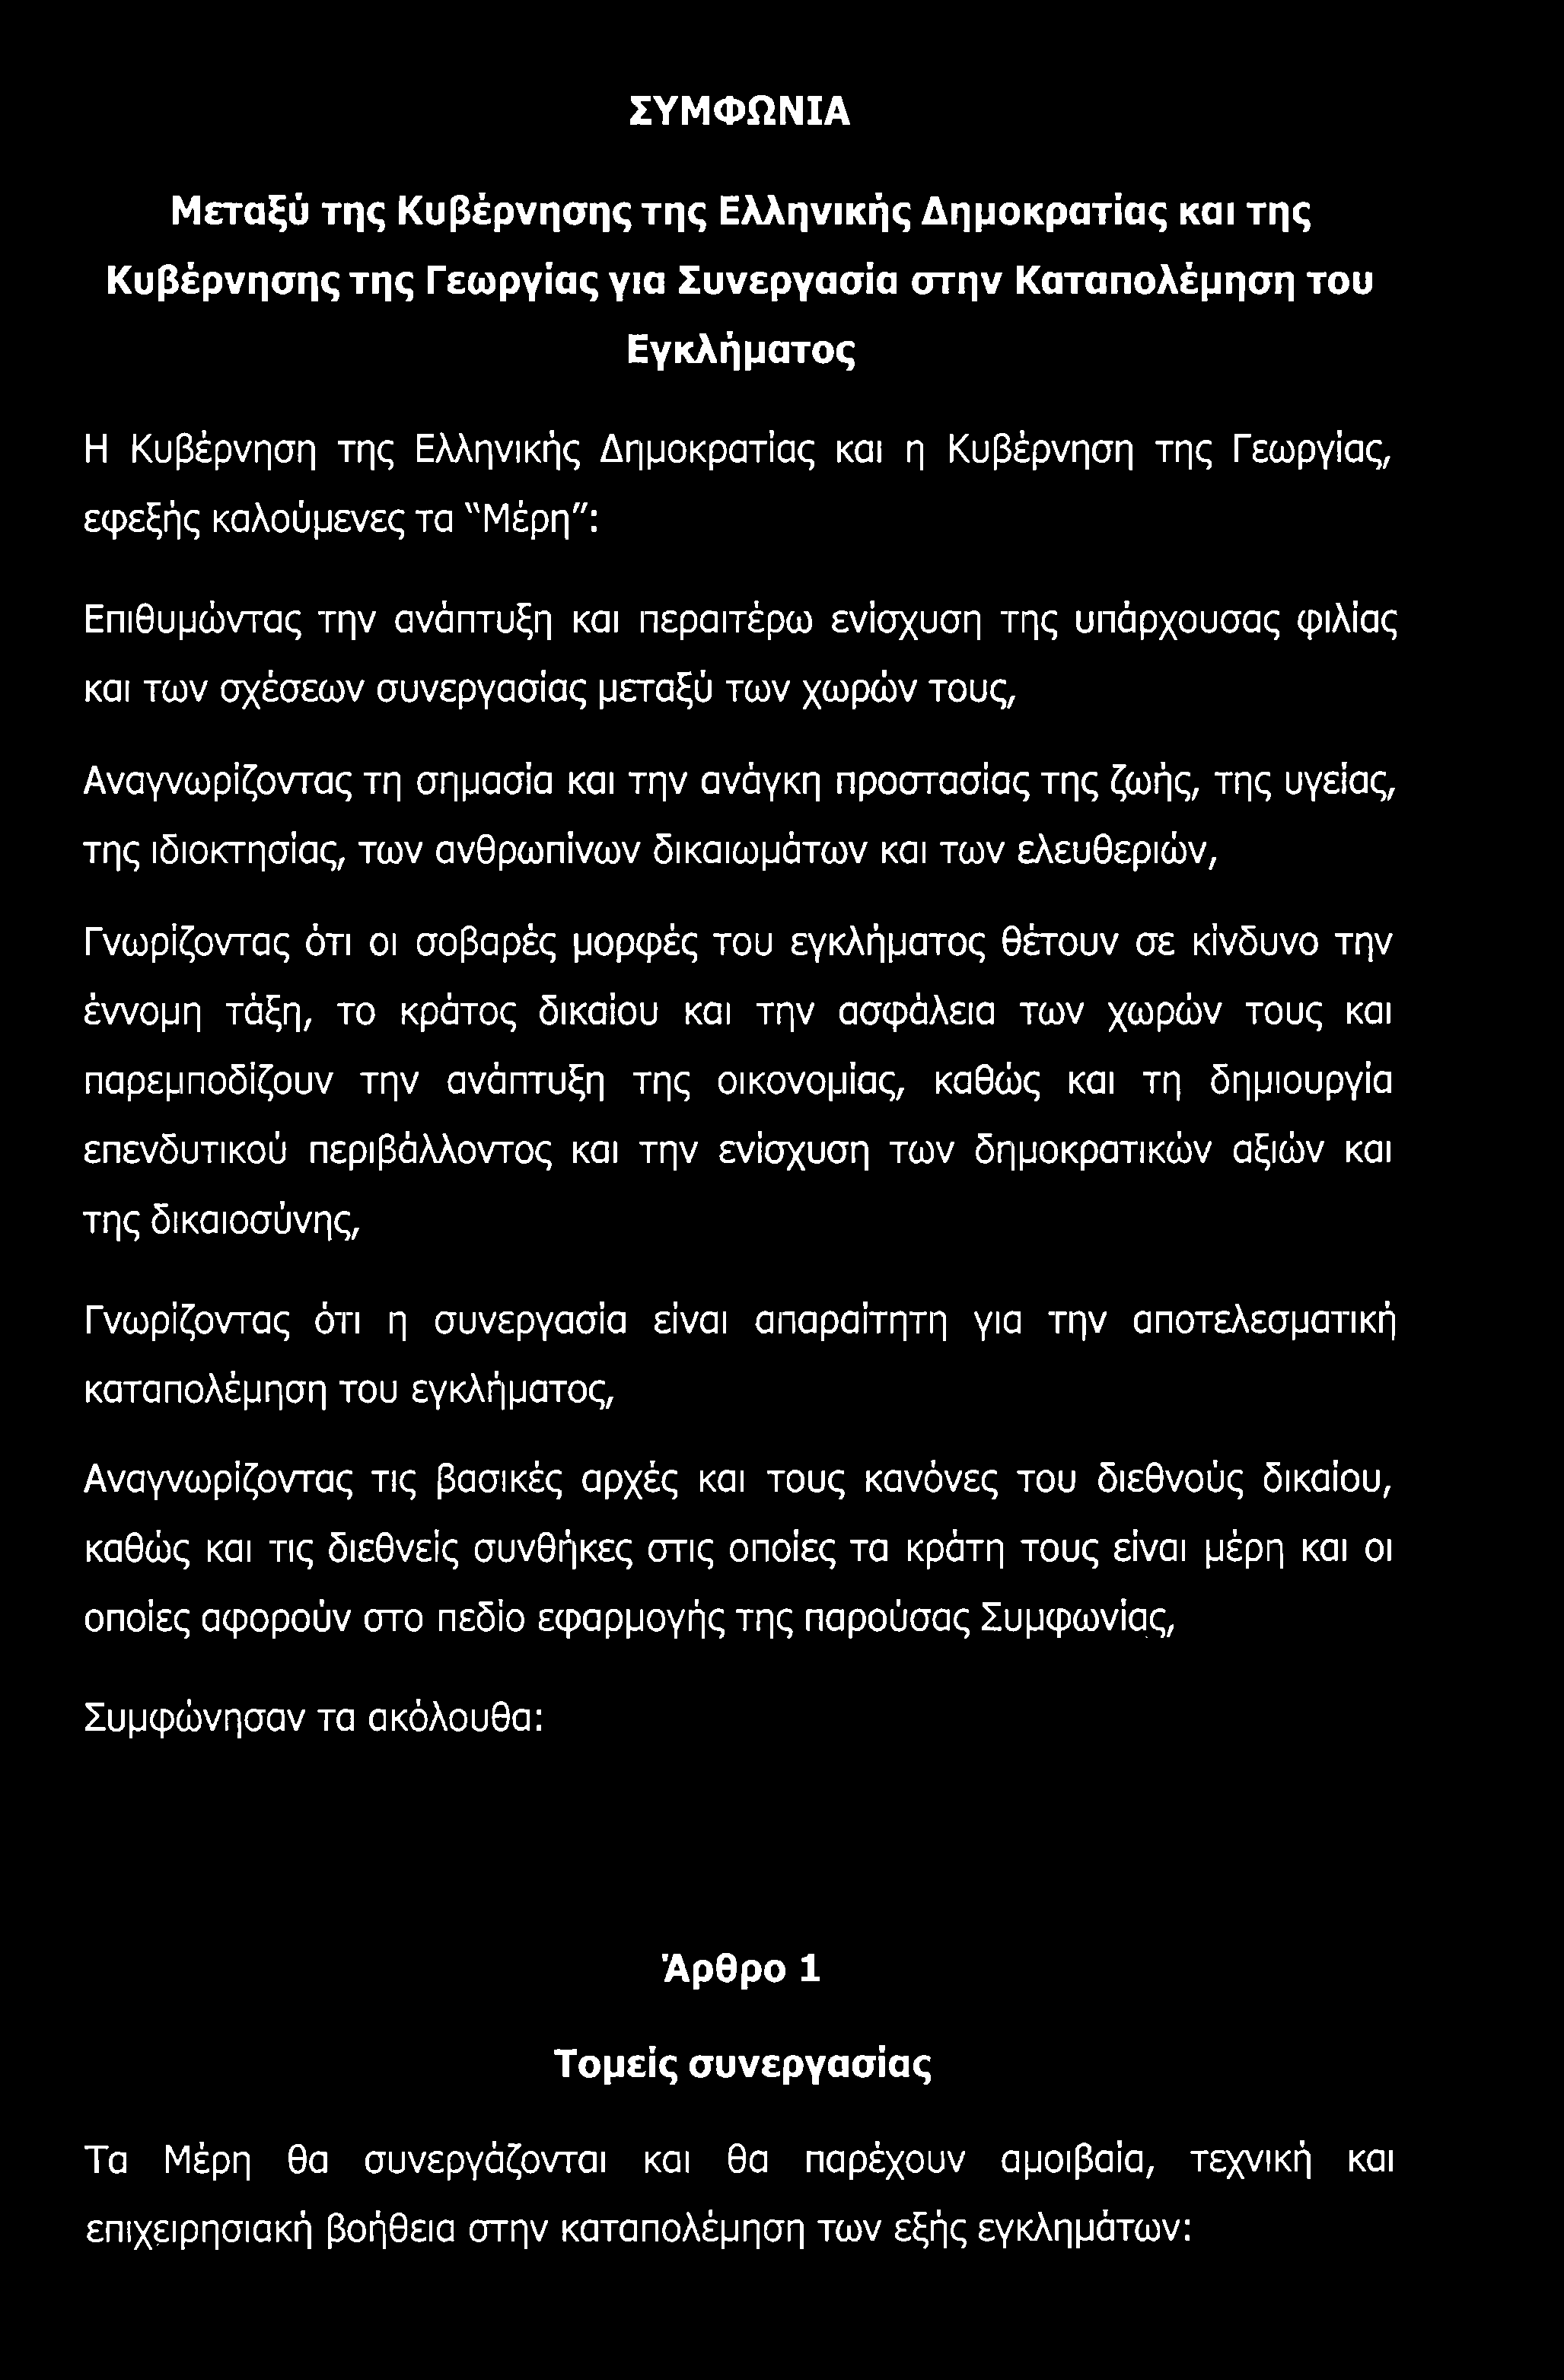 ΣΥΜΦΩΝΙΑ
Μεταξύ της Κυβέρνησης της Ελληνικής Δημοκρατίας και της
Κυβέρνησης της Γεωργίας για Συνεργασία στην Καταπολέμηση του
Εγκλήματος
Η Κυβέρνηση της Ελληνικής Δημοκρατίας και η Κυβέρνηση της Γεωργίας,
εφεξής καλούμενες τα "Μέρη":
Επιθυμώντας την ανάπτυξη και περαιτέρω ενίσχυση της υπάρχουσας φιλίας
και των σχέσεων συνεργασίας μεταξύ των χωρών τους,
Αναγνωρίζοντας τη σημασία και την ανάγκη προστασίας της ζωής, της υγείας,
της ιδιοκτησίας, των ανθρωπίνων δικαιωμάτων και των ελευθεριών,
Γνωρίζοντας ότι οι σοβαρές μορφές του εγκλήματος θέτουν σε κίνδυνο την
έννομη τάξη, το κράτος δικαίου και την ασφάλεια των χωρών τους και
παρεμποδίζουν την ανάπτυξη της οικονομίας, καθώς και τη δημιουργία
επενδυτικού περιβάλλοντος και την ενίσχυση των δημοκρατικών αξιών και
της δικαιοσύνης,
Γνωρίζοντας ότι η συνεργασία είναι απαραίτητη για την αποτελεσματική
καταπολέμηση του εγκλήματος,
Αναγνωρίζοντας τις βασικές αρχές και τους κανόνες του διεθνούς δικαίου,
καθώς και τις διεθνείς συνθήκες στις οποίες τα κράτη τους είναι μέρη και οι
οποίες αφορούν στο πεδίο εφαρμογής της παρούσας Συμφωνίας,
Συμφώνησαν τα ακόλουθα:
Άρθρο 1
Τομείς συνεργασίας
Τα Μέρη θα συνεργάζονται και θα παρέχουν αμοιβαία, τεχνική και
επιχειρησιακή βοήθεια στην καταπολέμηση των εξής εγκλημάτων: